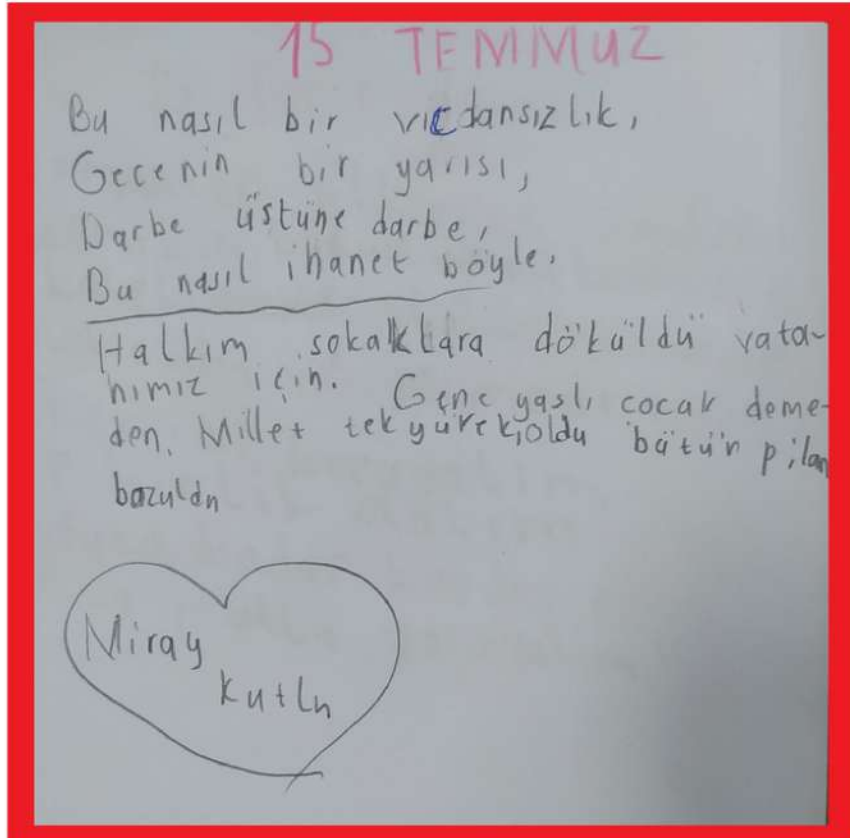 15 TEMMUZ
Bu nasıl bir vicdansızlık,
Gecenin bir yarısı,
Darbe üstüne darbe,
Bu nasıl ihanet böyle.
Halkım sokaklara döküldü vata-
nımız için. Genç yaşlı cocuk deme-
den. Millet tek yürek oldu bütün pilan
bozuldu
Miray
Kutlu